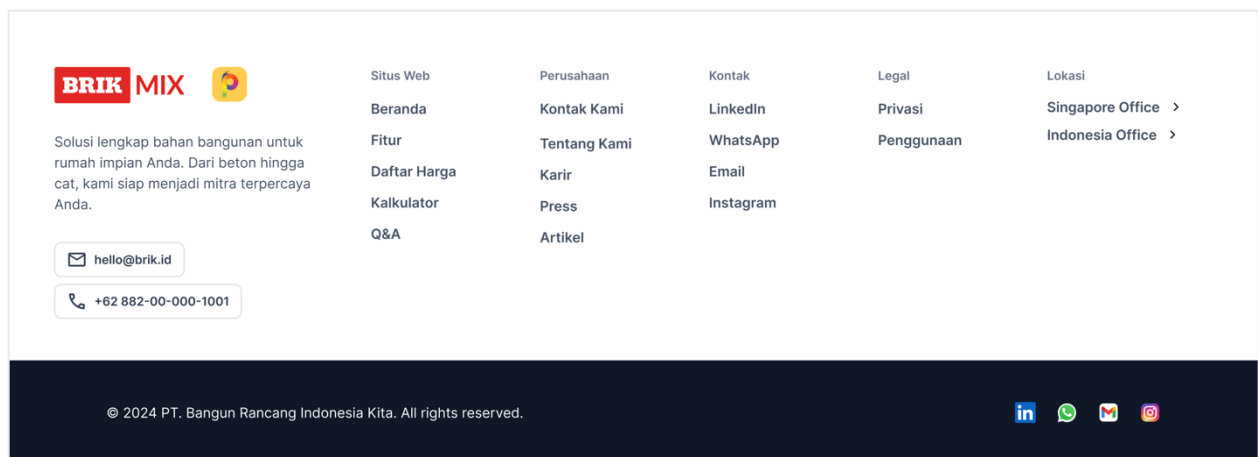 BRIK MIX
Solusi lengkap bahan bangunan untuk
rumah impian Anda. Dari beton hingga
cat, kami siap menjadi mitra terpercaya
Anda.
hello@brik.id
+62 882-00-000-1001
Situs Web
Beranda
Fitur
Daftar Harga
Kalkulator
Q&A
Perusahaan
Kontak Kami
Tentang Kami
Karir
Press
Artikel
Kontak
LinkedIn
WhatsApp
Email
Instagram
Legal
Privasi
Penggunaan
Lokasi
Singapore Office
Indonesia Office
© 2024 PT. Bangun Rancang Indonesia Kita. All rights reserved.
in